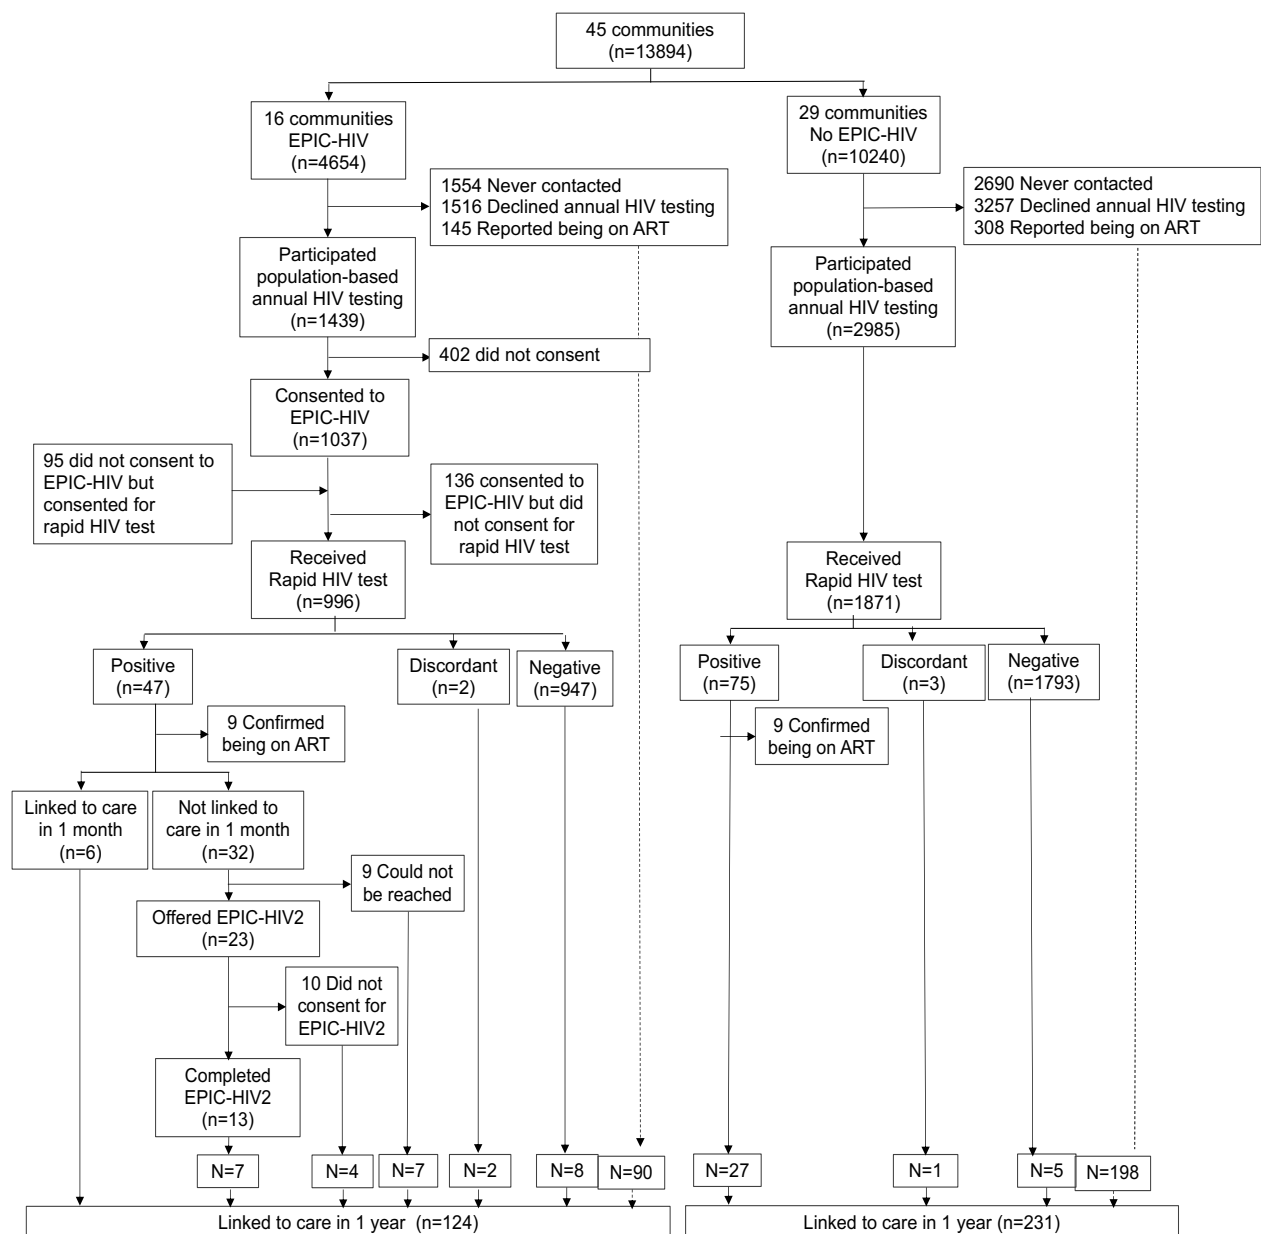 45 communities
(n=13894)
16 communities
EPIC-HIV
(n=4654)
29 communities
No EPIC-HIV
(n=10240)
1554 Never contacted
1516 Declined annual HIV testing
145 Reported being on ART
2690 Never contacted
3257 Declined annual HIV testing
308 Reported being on ART
Participated
population-based
annual HIV testing
(n=1439)
Participated
population-based
annual HIV testing
(n=2985)
402 did not consent
Consented to
EPIC-HIV
(n=1037)
95 did not consent to
EPIC-HIV but
consented for
rapid HIV test
136 consented to
EPIC-HIV but did
not consent for
rapid HIV test
Received
Rapid HIV test
(n=996)
Received
Rapid HIV test
(n=1871)
Positive
(n=47)
Discordant
(n=2)
Negative
(n=947)
Positive
(n=75)
Discordant
(n=3)
Negative
(n=1793)
9 Confirmed
being on ART
9 Confirmed
being on ART
Linked to care
in 1 month
(n=6)
Not linked to
care in 1 month
(n=32)
9 Could not
be reached
Offered EPIC-HIV2
(n=23)
10 Did not
consent for
EPIC-HIV2
Completed
EPIC-HIV2
(n=13)
N=7
N=4
N=7
N=2
N=8
N=90
N=27
N=1
N=5
N=198
Linked to care in 1 year (n=124)
Linked to care in 1 year (n=231)